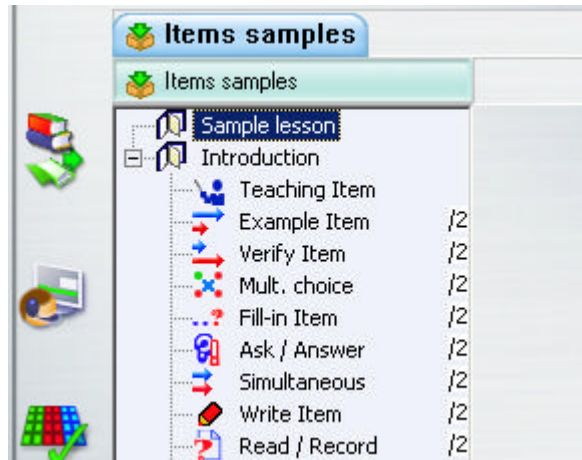 Items samples
Items samples
Sample lesson
Introduction
Teaching Item
Example Item /2
Verify Item /2
Mult. choice /2
Fill-in Item /2
Ask / Answer /2
Simultaneous /2
Write Item /2
Read / Record /2